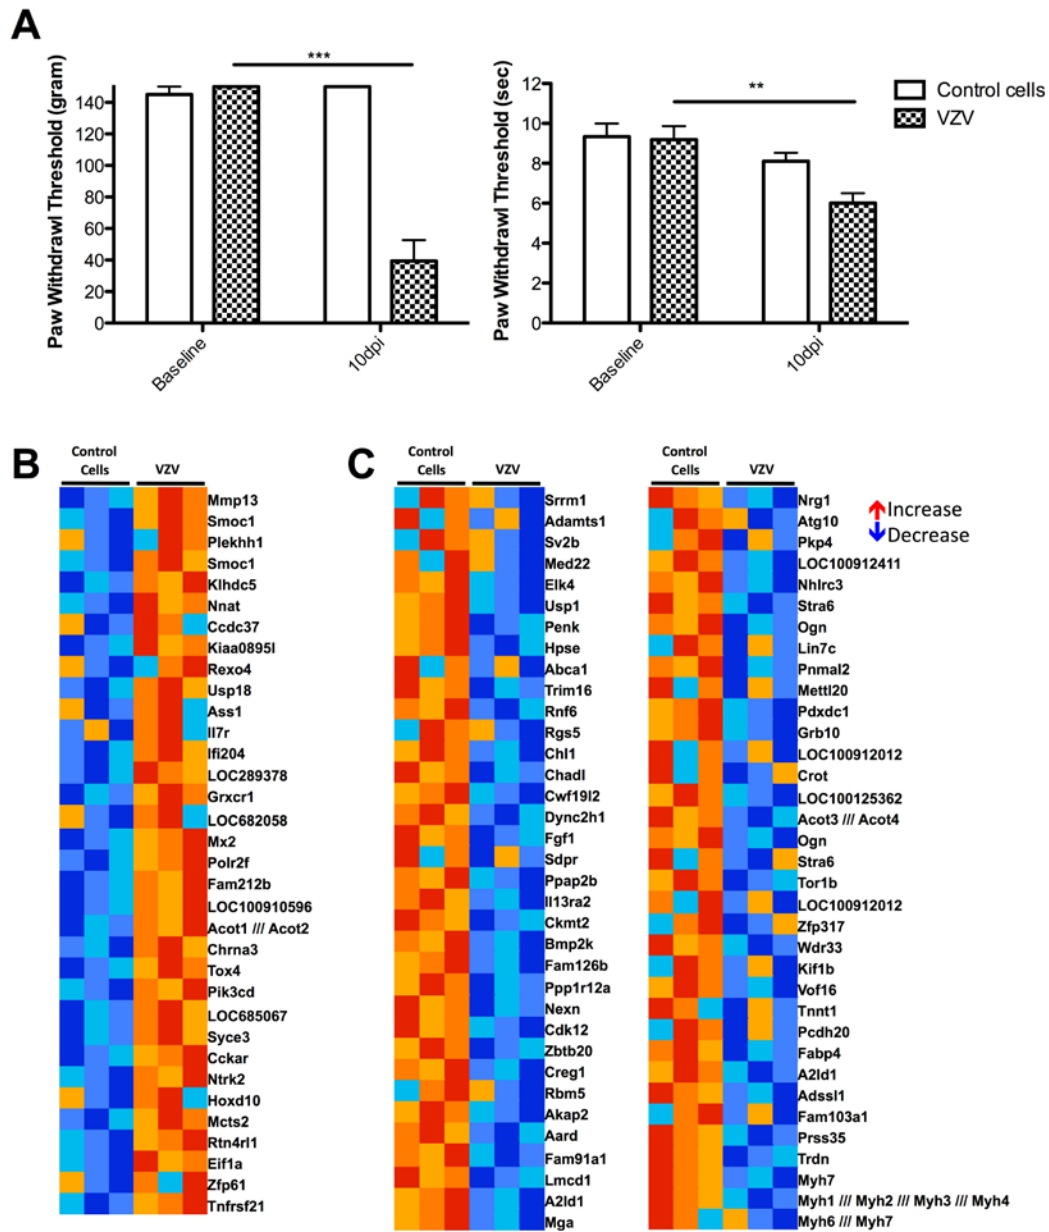 A
Paw Withdrawl Threshold (gram)
140
120
100
80
60
40
20
0
***
Baseline
10dpi
Paw Withdrawl Threshold (sec)
12
10
8
6
4
2
0
**
Baseline
10dpi
Control cells
VZV
B
Control
Cells
VZV
Mmp13
Smoc1
Plekhh1
Smoc1
Klhdc5
Nnat
Ccdc37
Kiaa0895l
Rexo4
Usp18
Ass1
Il7r
Ifi204
LOC289378
Grxcr1
LOC682058
Mx2
Polr2f
Fam212b
LOC100910596
Acot1 /// Acot2
Chrna3
Tox4
Pik3cd
LOC685067
Syce3
Cckar
Ntrk2
Hoxd10
Mcts2
Rtn4rl1
Eif1a
Zfp61
Tnfrsf21
C
Control
Cells
VZV
Srrm1
Adamts1
Sv2b
Med22
Elk4
Usp1
Penk
Hpse
Abca1
Trim16
Rnf6
Rgs5
Chl1
Chadl
Cwf19l2
Dync2h1
Fgf1
Sdpr
Ppap2b
Il13ra2
Ckmt2
Bmp2k
Fam126b
Ppp1r12a
Nexn
Cdk12
Zbtb20
Creg1
Rbm5
Akap2
Aard
Fam91a1
Lmcd1
A2ld1
Mga
Control
Cells
VZV
Nrg1
Atg10
Pkp4
LOC100912411
Nhlrc3
Stra6
Ogn
Lin7c
Pnmal2
Mettl20
Pdxdc1
Grb10
LOC100912012
Crot
LOC100125362
Acot3 /// Acot4
Ogn
Stra6
Tor1b
LOC100912012
Zfp317
Wdr33
Kif1b
Vof16
Tnnt1
Pcdh20
Fabp4
A2ld1
Adssl1
Fam103a1
Prss35
Trdn
Myh7
Myh1 /// Myh2 /// Myh3 /// Myh4
Myh6 /// Myh7
Increase
Decrease